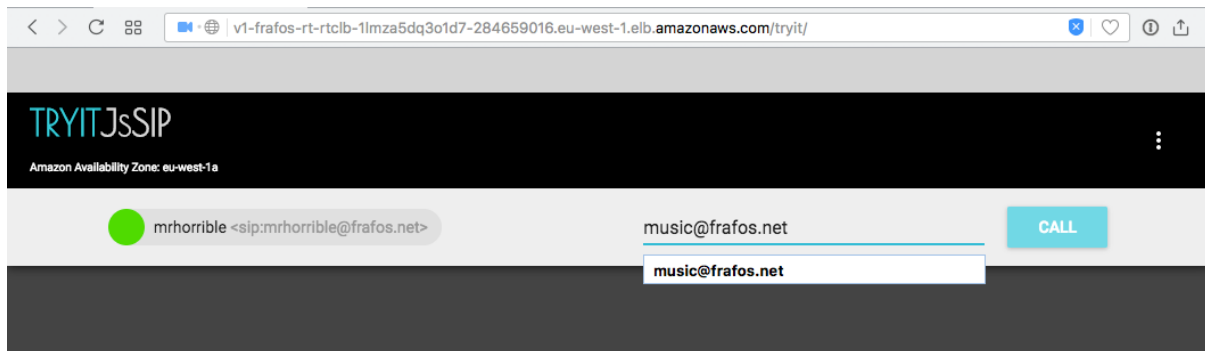 v1-frafos-rt-rtclb-1lmza5dq3o1d7-284659016.eu-west-1.elb.amazonaws.com/tryit/
TRYITJsSIP
Amazon Availability Zone: eu-west-1a
mrhorrible <sip:mrhorrible@frafos.net>
music@frafos.net
CALL
music@frafos.net